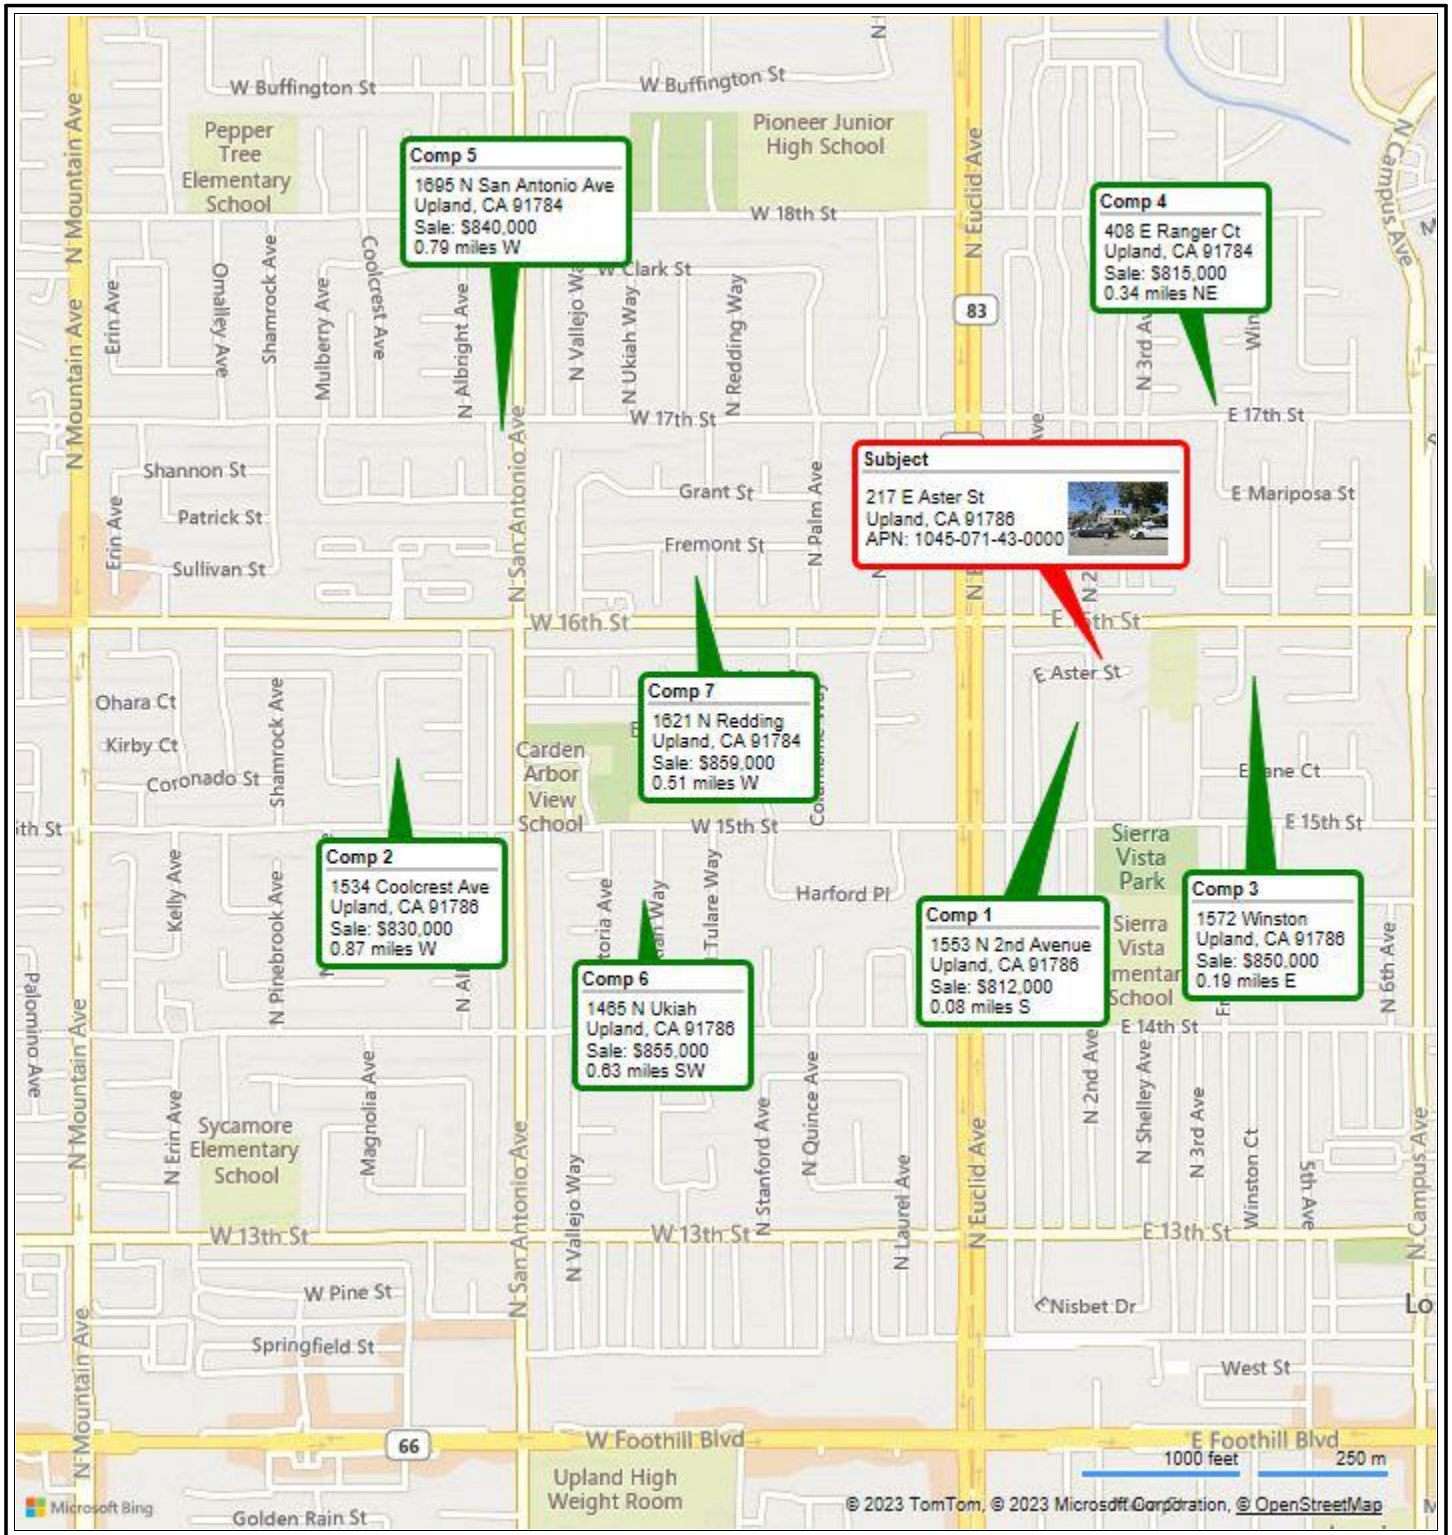 W Buffington St
W Buffington St
N Mountain Ave
Pepper
Tree
Elementary
School
Pioneer Junior
High School
N Euclid Ave
N Campus Ave
Comp 5
1695 N San Antonio Ave
Upland, CA 91784
Sale: $840,000
0.79 miles W
W 18th St
Comp 4
408 E Ranger Ct
Upland, CA 91784
Sale: $815,000
0.34 miles NE
Erin Ave
Omalley Ave
Shamrock Ave
Mulberry Ave
Coolcrest Ave
N Albright Ave
W Clark St
N Ukiah Way
N Redding Way
83
N Mountain Ave
W 17th St
E 17th St
N San Antonio Ave
Shannon St
Patrick St
Sullivan St
Erin Ave
Grant St
Fremont St
N Palm Ave
Subject
217 E Aster St
Upland, CA 91786
APN: 1045-071-43-0000
E Mariposa St
W 16th St
E Aster St
Ohara Ct
Kirby Ct
Coronado St
Shamrock Ave
Carden
Arbor
View
School
Comp 7
1621 N Redding
Upland, CA 91784
Sale: $859,000
0.51 miles W
W 15th St
E 15th St
Sierra
Vista
Park
Comp 2
1534 Coolcrest Ave
Upland, CA 91786
Sale: $830,000
0.87 miles W
Kelly Ave
N Pinebrook Ave
Tulare Way
Harford Pl
Comp 1
1553 N 2nd Avenue
Upland, CA 91786
Sale: $812,000
0.08 miles S
Sierra
Vista
School
Comp 3
1572 Winston
Upland, CA 91786
Sale: $850,000
0.19 miles E
N 6th Ave
Comp 6
1465 N Ukiah
Upland, CA 91786
Sale: $855,000
0.63 miles SW
E 14th St
Palomino Ave
N Mountain Ave
N Erin Ave
Sycamore
Elementary
School
Magnolia Ave
N San Antonio Ave
N Vallejo Way
N Stanford Ave
N Quince Ave
N Laurel Ave
N Euclid Ave
N 2nd Ave
N Shelley Ave
N 3rd Ave
Winston Ct
5th Ave
N Campus Ave
W 13th St
W 13th St
E 13th St
W Pine St
Springfield St
E Nisbet Dr
West St
N Mountain Ave
66
W Foothill Blvd
E Foothill Blvd
1000 feet
250 m
Upland High
Weight Room
Golden Rain St
Microsoft Bing
© 2023 TomTom, © 2023 Microsoft Corporation, © OpenStreetMap